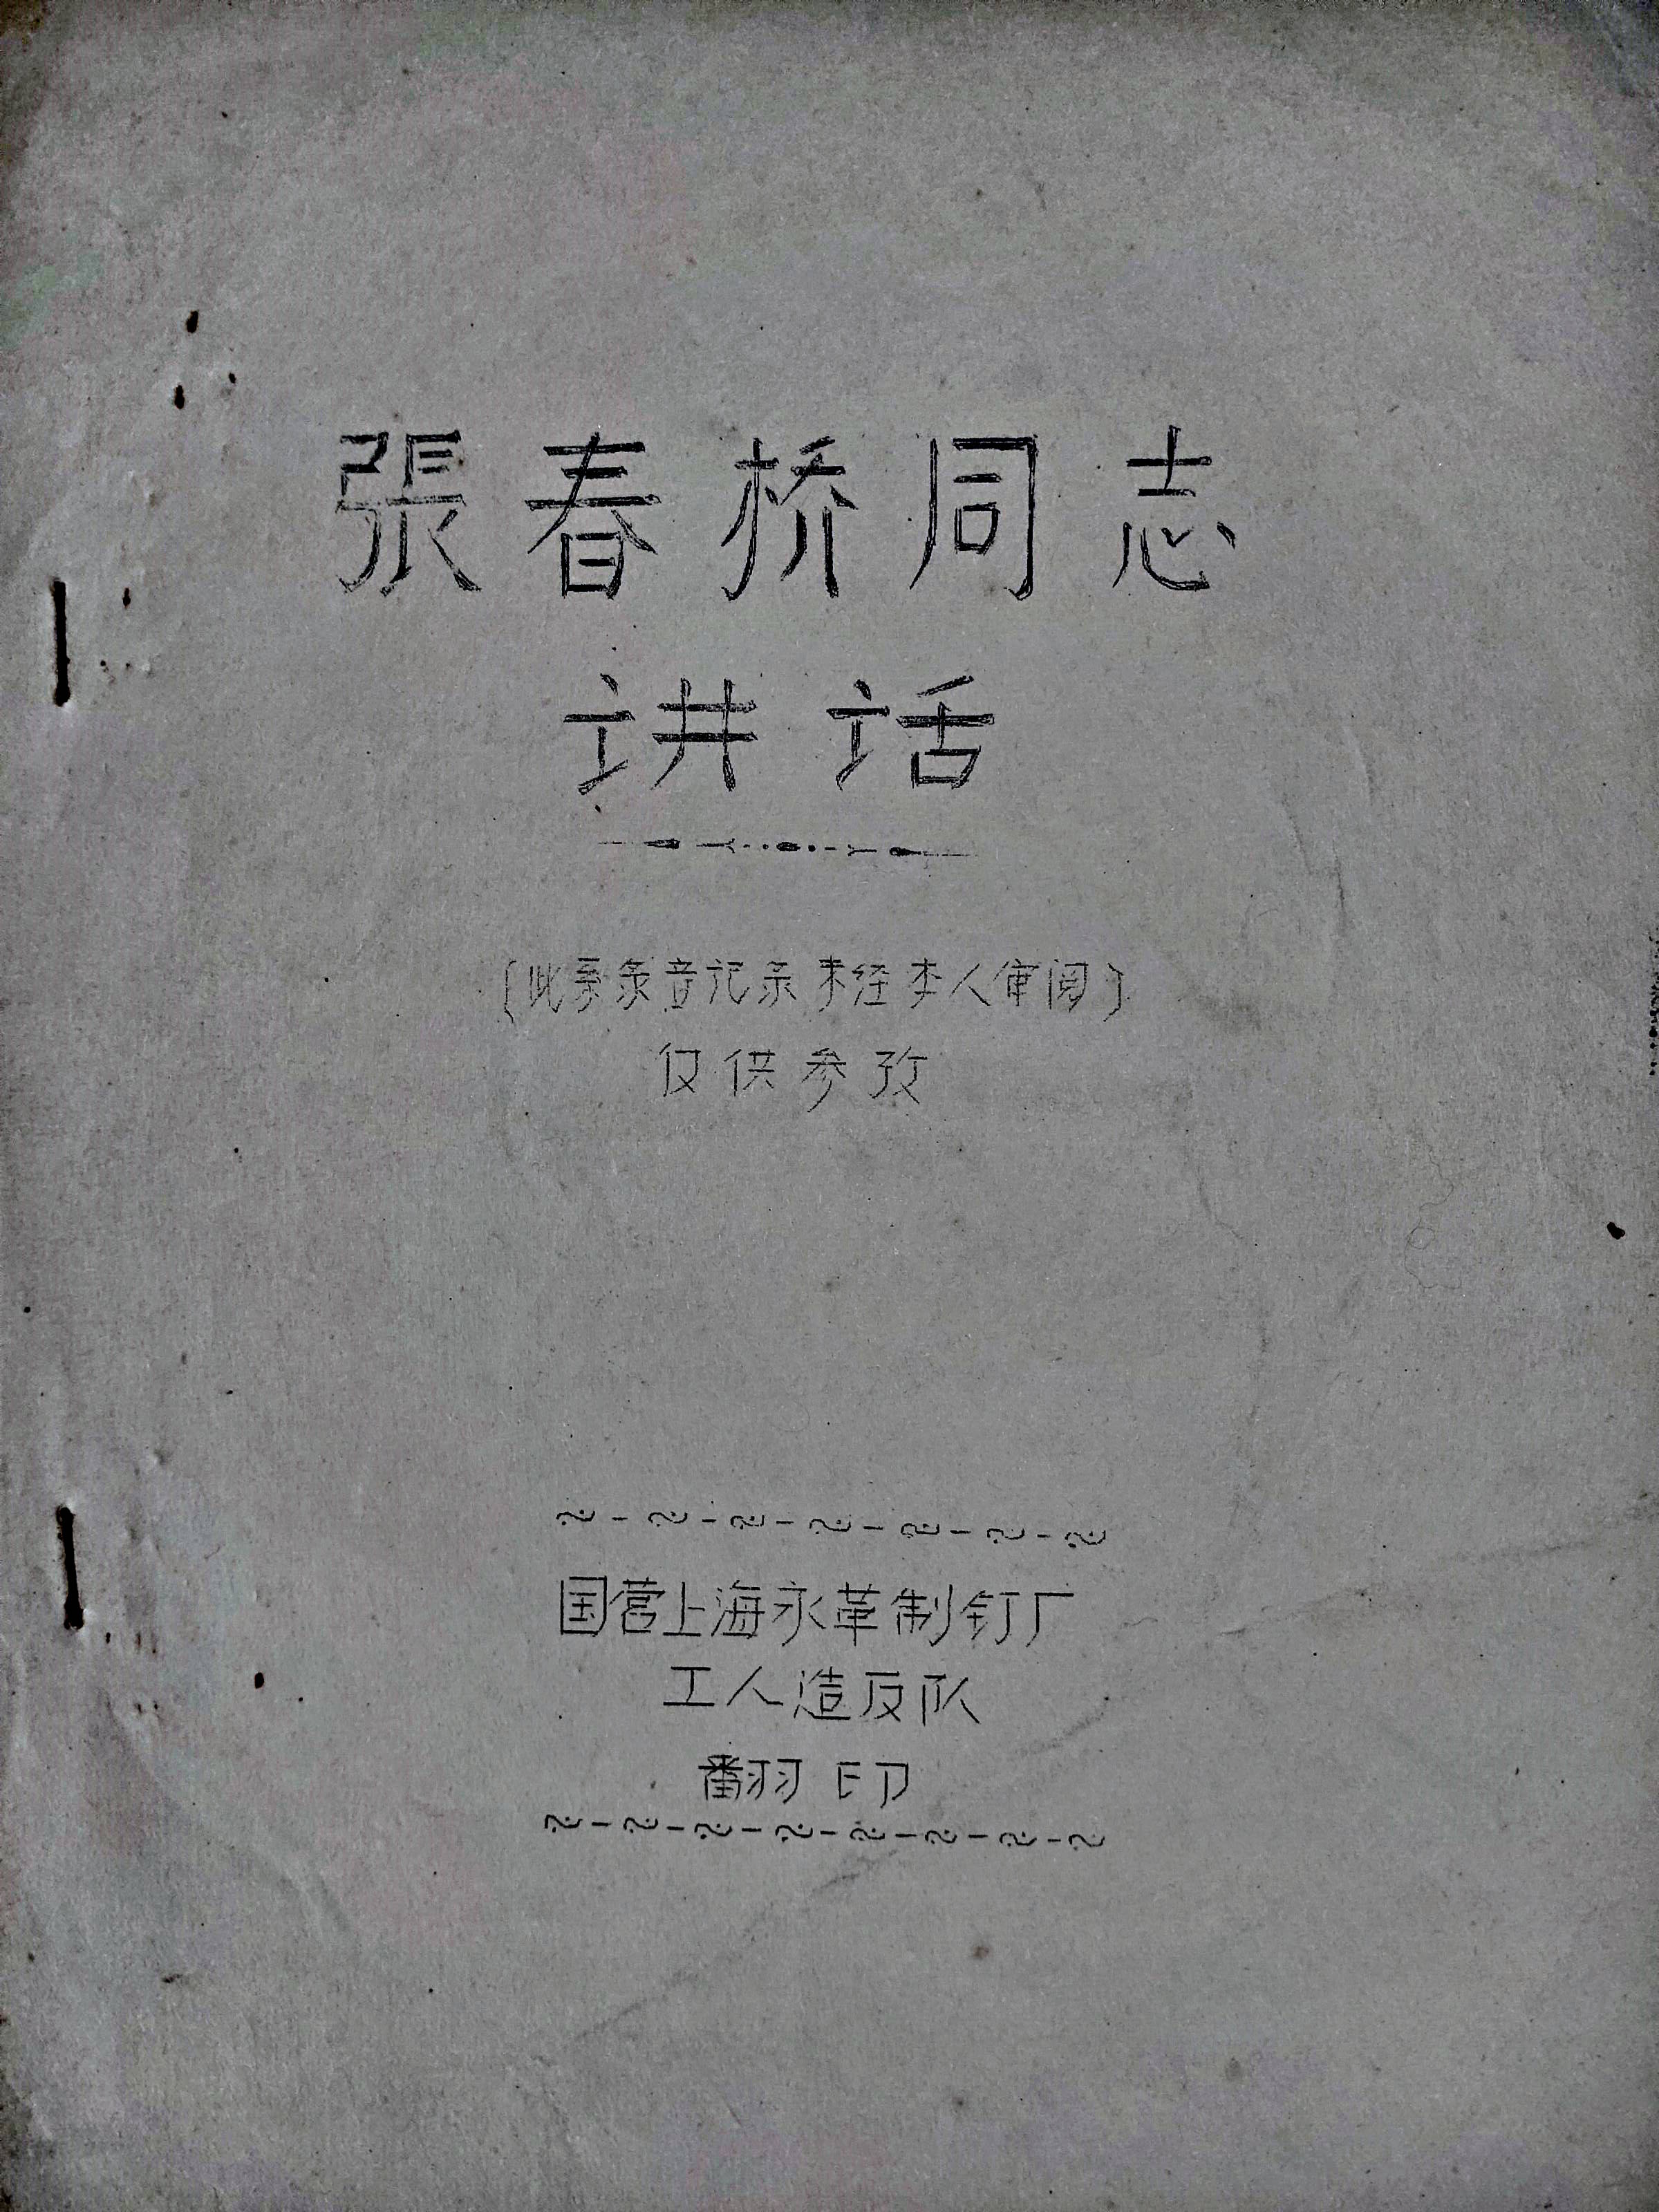 張春桥同志
讲话
(此系录音记录未经本人审阅)
仅供参攷
国营上海永革制钉厂
工人造反队
翻印